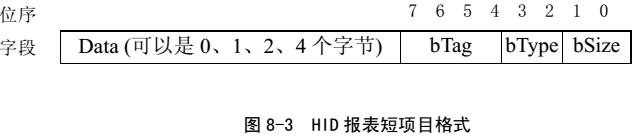 位序 7 6 5 4 3 2 1 0
字段 Data (可以是 0、1、2、4 个字节) bTag bType bSize
图 8-3 HID 报表短项目格式